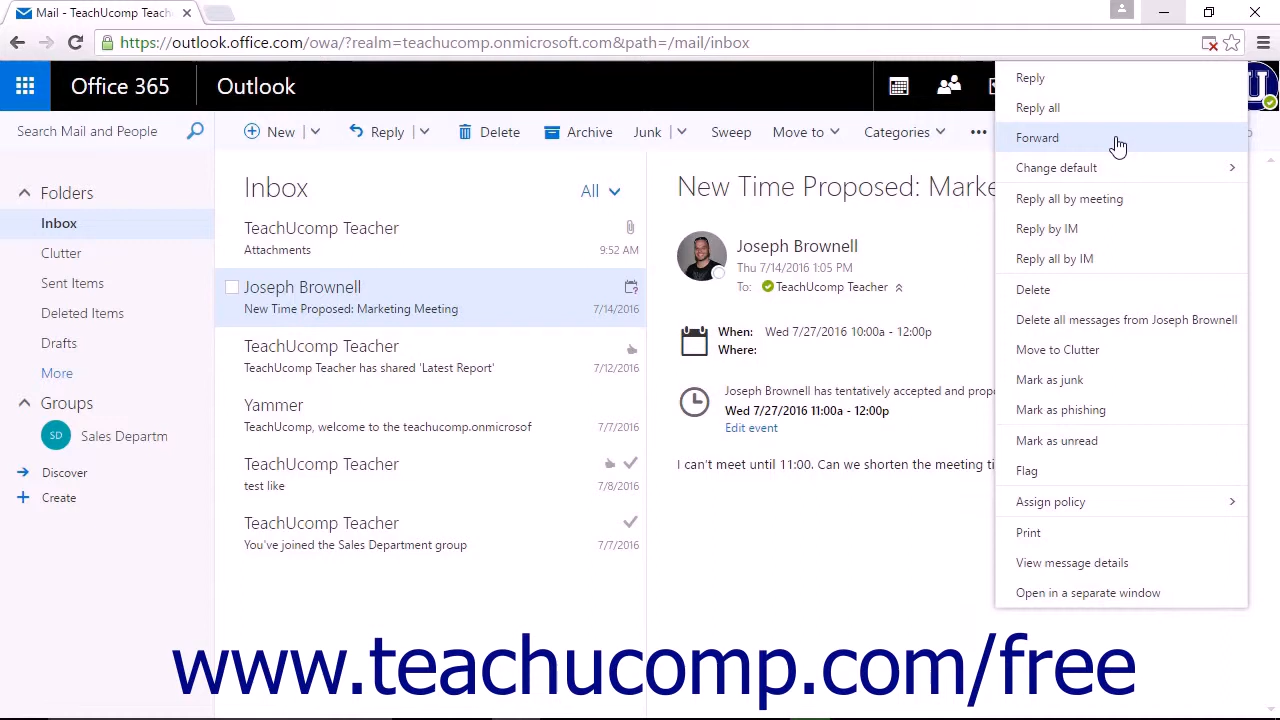 Mail - TeachUcomp Teach
https://outlook.office.com/owa/?realm=teachucomp.onmicrosoft.com&path=/mail/inbox
Office 365
Outlook
Search Mail and People
New
Reply
Delete
Archive
Junk
Sweep
Move to
Categories
•••
Folders
Inbox
Clutter
Sent Items
Deleted Items
Drafts
More
Groups
SD
Sales Departm
Discover
Create
Inbox
All
TeachUcomp Teacher
Attachments
9:52 AM
Joseph Brownell
New Time Proposed: Marketing Meeting
7/14/2016
TeachUcomp Teacher
TeachUcomp Teacher has shared 'Latest Report'
7/12/2016
Yammer
TeachUcomp, welcome to the teachucomp.onmicrosof
7/7/2016
TeachUcomp Teacher
test like
7/8/2016
TeachUcomp Teacher
You've joined the Sales Department group
7/7/2016
New Time Proposed: Marke
Joseph Brownell
Thu 7/14/2016 1:05 PM
To: TeachUcomp Teacher
When: Wed 7/27/2016 10:00a - 12:00p
Where:
Joseph Brownell has tentatively accepted and propo
Wed 7/27/2016 11:00a - 12:00p
Edit event
I can't meet until 11:00. Can we shorten the meeting ti
Reply
Reply all
Forward
Change default
Reply all by meeting
Reply by IM
Reply all by IM
Delete
Delete all messages from Joseph Brownell
Move to Clutter
Mark as junk
Mark as phishing
Mark as unread
Flag
Assign policy
Print
View message details
Open in a separate window
www.teachucomp.com/free